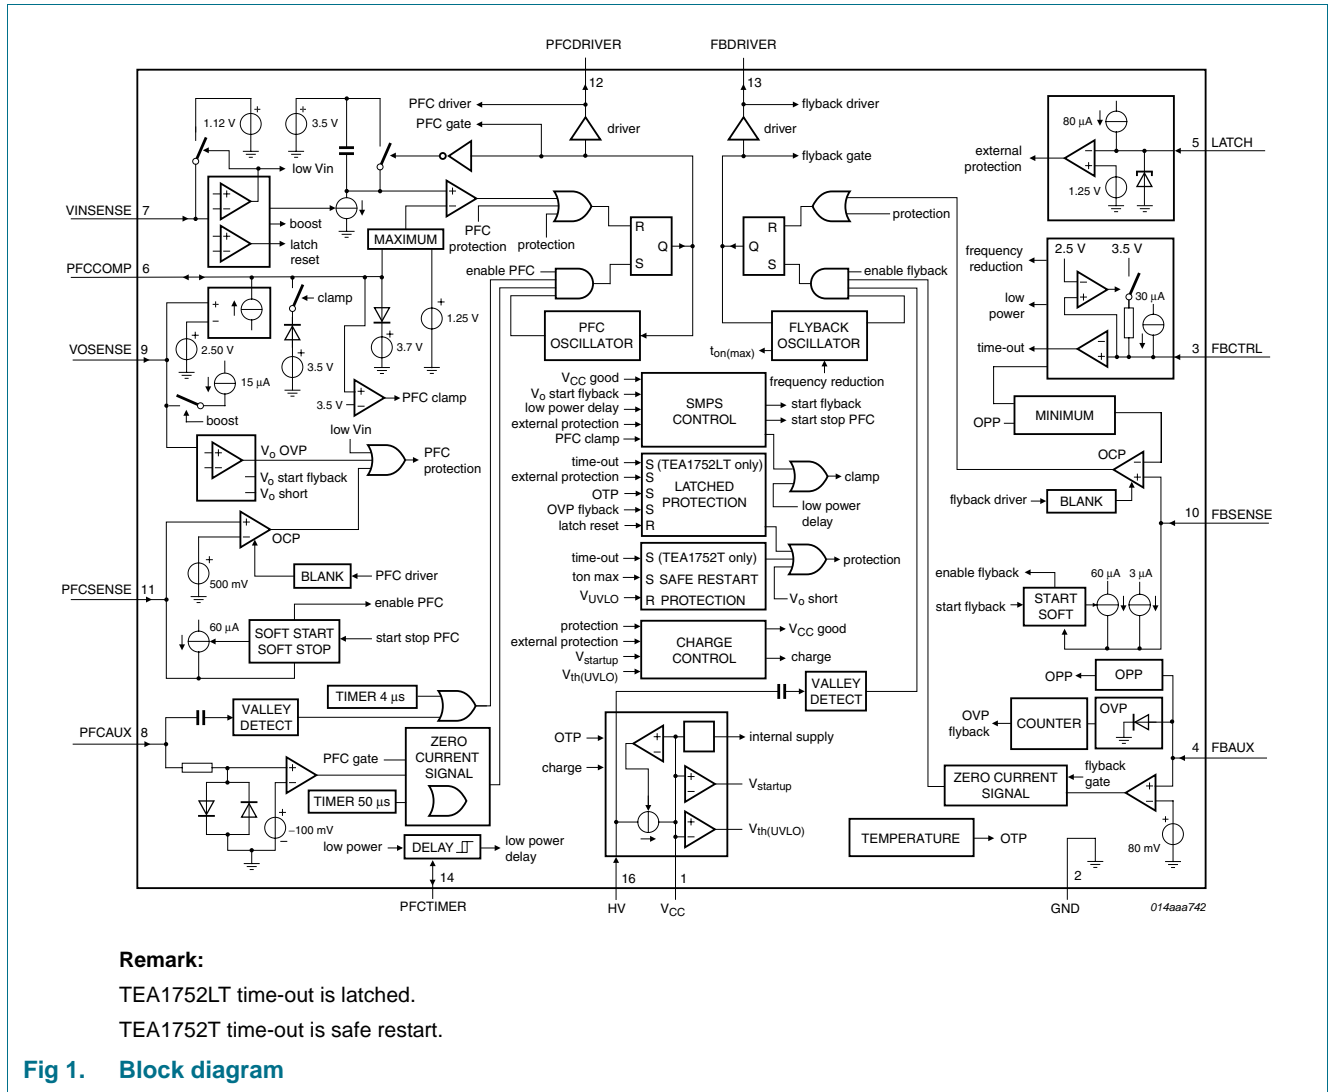 PFCDRIVER
FBDRIVER
12
13
PFC driver
PFC gate
driver
flyback driver
driver
flyback gate
1.12 V
3.5 V
low Vin
VINSENSE
7
boost
latch
reset
MAXIMUM
PFC
protection
protection
R
Q
S
R
Q
S
protection
enable PFC
enable flyback
80 μA
external
protection
1.25 V
5
LATCH
PFCCOMP
6
clamp
2.50 V
3.5 V
3.7 V
1.25 V
PFC
OSCILLATOR
FLYBACK
OSCILLATOR
ton(max)
frequency reduction
frequency
reduction
low
power
time-out
2.5 V
3.5 V
30 μA
3
FBCTRL
VOSENSE
9
15 μA
boost
3.5 V
PFC clamp
low Vin
VO OVP
VO start flyback
VO short
PFC
protection
VCC good
VO start flyback
low power delay
external protection
PFC clamp
SMPS
CONTROL
start flyback
start stop PFC
OPP
MINIMUM
OCP
flyback driver
BLANK
10
FBSENSE
time-out
external protection
OTP
OVP flyback
latch reset
S (TEA1752LT only)
S
LATCHED
S
PROTECTION
S
R
clamp
low power
delay
time-out
ton max
VUVLO
S (TEA1752T only)
S SAFE RESTART
R PROTECTION
protection
VO short
OCP
500 mV
BLANK
PFC driver
PFCSENSE
11
enable PFC
60 μA
SOFT START
SOFT STOP
start stop PFC
enable flyback
start flyback
START
SOFT
60 μA
3 μA
protection
external protection
Vstartup
Vth(UVLO)
CHARGE
CONTROL
VCC good
charge
VALLEY
DETECT
TIMER 4 μs
VALLEY
DETECT
PFCAUX
8
PFC gate
ZERO
CURRENT
SIGNAL
TIMER 50 μs
−100 mV
low power
DELAY
low power
delay
14
PFCTIMER
OTP
charge
internal supply
Vstartup
Vth(UVLO)
16
HV
1
VCC
OPP
OPP
OVP
flyback
COUNTER
OVP
4
FBAUX
flyback
gate
ZERO CURRENT
SIGNAL
80 mV
TEMPERATURE
OTP
2
GND
014aaa742
Remark:
TEA1752LT time-out is latched.
TEA1752T time-out is safe restart.
Fig 1. Block diagram